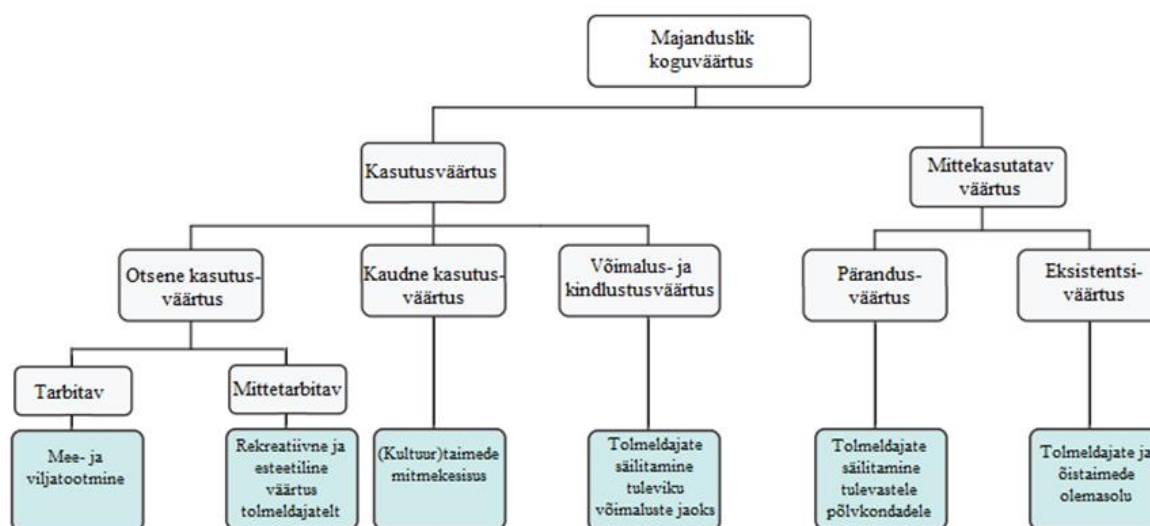 Majanduslik
koguväärtus
Kasutusväärtus
Mittekasutatav
väärtus
Otsene kasutus-
väärtus
Kaudne kasutus-
väärtus
Võimalus- ja
kindlustusväärtus
Pärandus-
väärtus
Eksistentsi-
väärtus
Tarbitav
Mittetarbitav
Mee- ja
viljatootmine
Rekreatiivne ja
esteetiline
väärtus
tolmeldajatelt
(Kultuur)taimede
mitmekesisus
Tolmeldajate
säilitamine
tuleviku
võimaluste jaoks
Tolmeldajate
säilitamine
tulevastele
põlvkondadele
Tolmeldajate ja
õistaimede
olemasolu